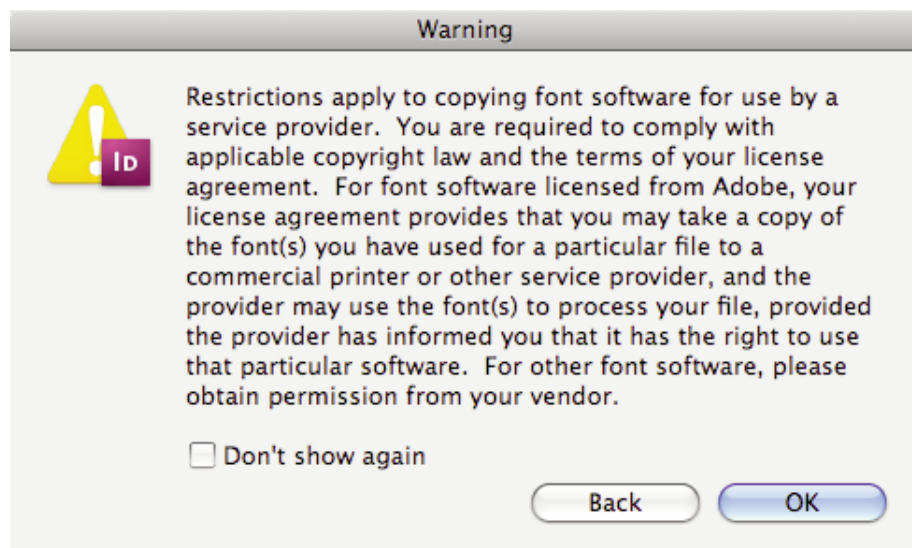 Warning
Restrictions apply to copying font software for use by a
service provider.  You are required to comply with
applicable copyright law and the terms of your license
agreement.  For font software licensed from Adobe, your
license agreement provides that you may take a copy of
the font(s) you have used for a particular file to a
commercial printer or other service provider, and the
provider may use the font(s) to process your file, provided
the provider has informed you that it has the right to use
that particular software.  For other font software, please
obtain permission from your vendor.
ID
Don't show again
Back
OK